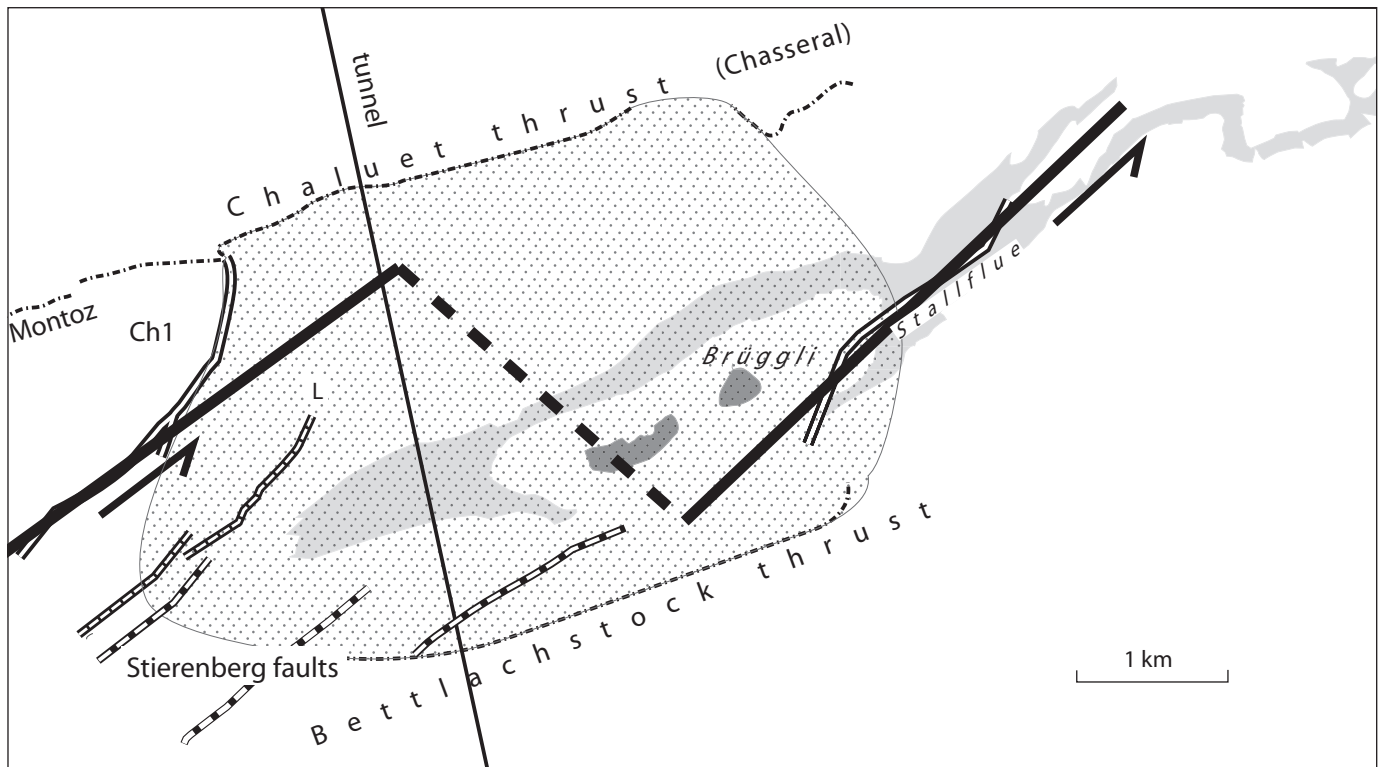 (Chasseral)
tunnel
Chaluet thrust
Montoz
Ch1
Stallflue
Brüggli
L
Bettlachstock thrust
1 km
Stierenberg faults